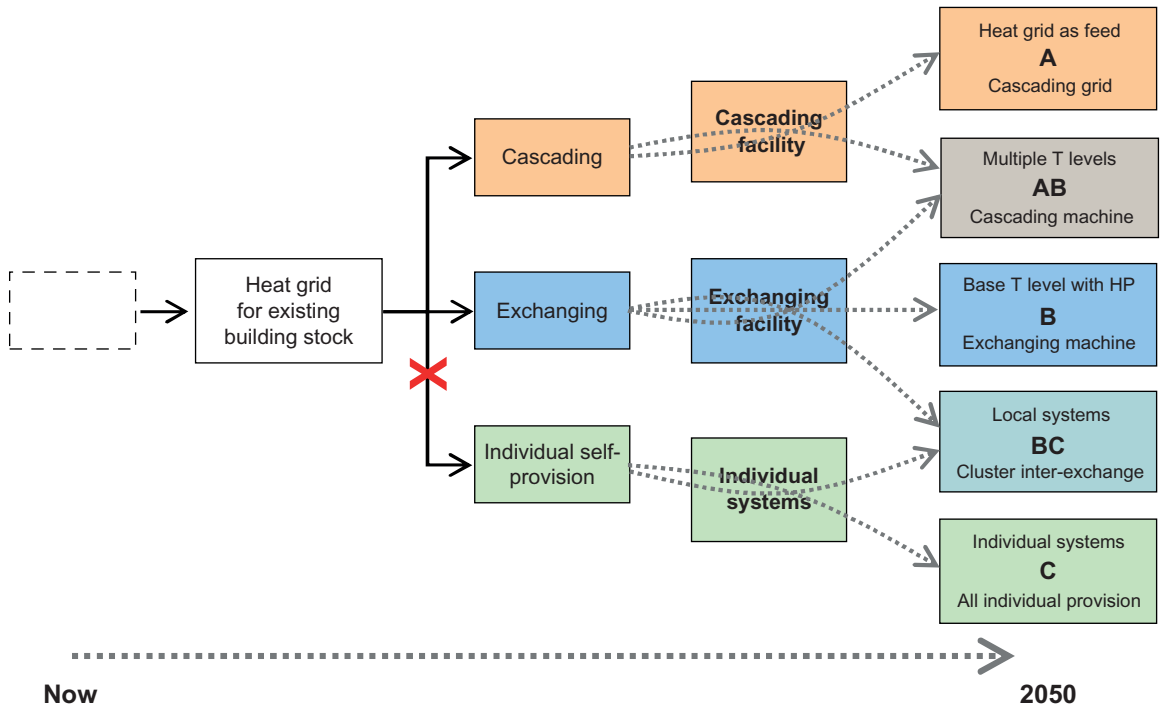 Heat grid
for existing
building stock
Cascading
Exchanging
Individual self-
provision
Cascading
facility
Exchanging
facility
Individual
systems
Heat grid as feed
A
Cascading grid
Multiple T levels
AB
Cascading machine
Base T level with HP
B
Exchanging machine
Local systems
BC
Cluster inter-exchange
Individual systems
C
All individual provision
Now
2050